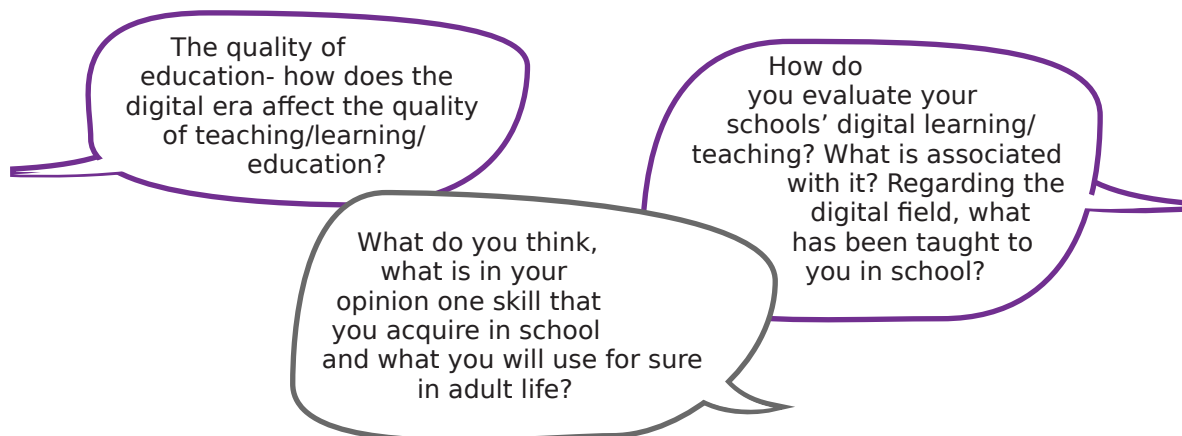 The quality of
education- how does the
digital era affect the quality
of teaching/learning/
education?
How do
you evaluate your
schools’ digital learning/
teaching? What is associated
with it? Regarding the
digital field, what
has been taught to
you in school?
What do you think,
what is in your
opinion one skill that
you acquire in school
and what you will use for sure
in adult life?